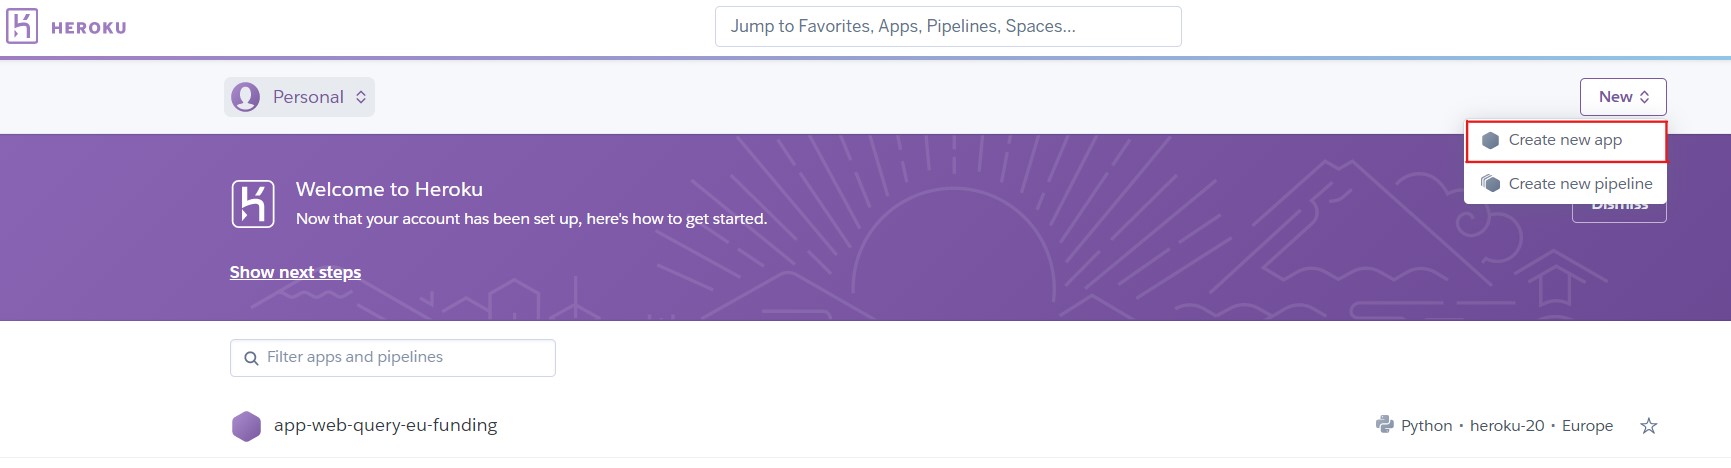 HEROKU
Jump to Favorites, Apps, Pipelines, Spaces...
Personal
New
Create new app
Create new pipeline
Dismiss
Welcome to Heroku
Now that your account has been set up, here's how to get started.
Show next steps
Filter apps and pipelines
app-web-query-eu-funding
Python • heroku-20 • Europe